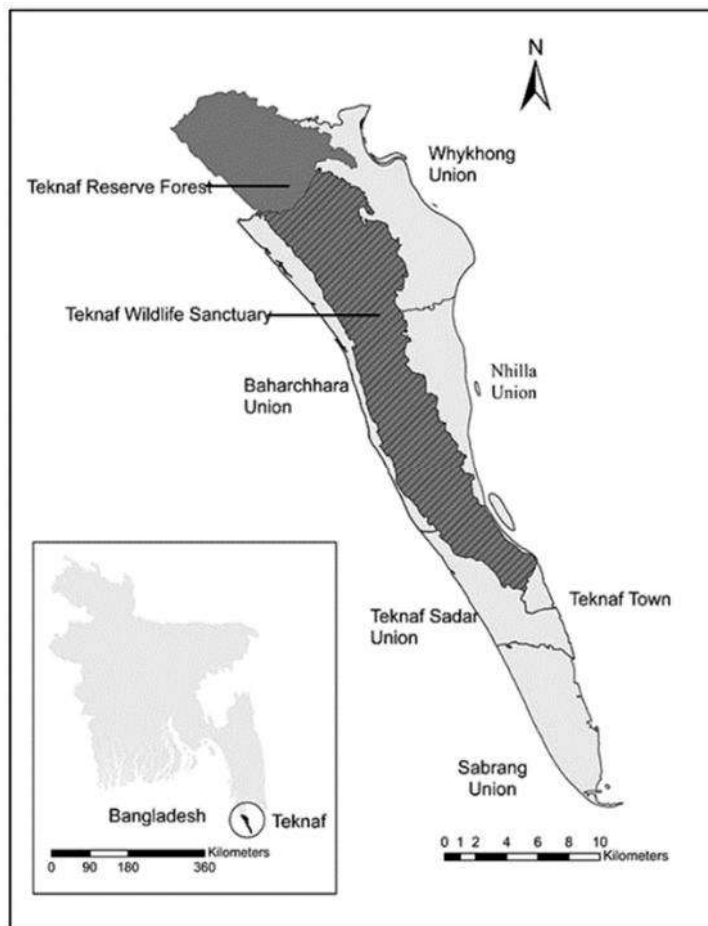 N
Whykhong
Union
Teknaf Reserve Forest
Teknaf Wildlife Sanctuary
Nhilla
Union
Baharchhara
Union
Teknaf Sadar
Union
Teknaf Town
Sabrang
Union
Bangladesh
Teknaf
Kilometers
0 90 180 360
0 1 2 4 6 8 10
Kilometers